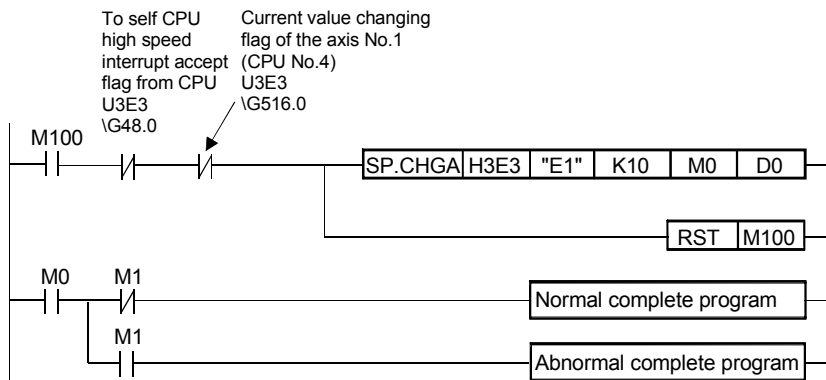 To self CPU
high speed
interrupt accept
flag from CPU
U3E3
\G48.0
Current value changing
flag of the axis No.1
(CPU No.4)
U3E3
\G516.0
M100
SP.CHGA H3E3 "E1" K10 M0 D0
RST M100
M0 M1
Normal complete program
M1
Abnormal complete program